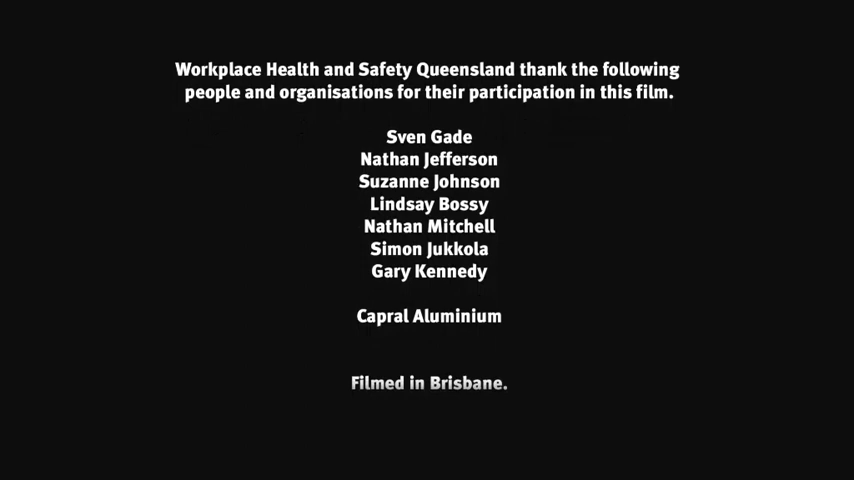 Workplace Health and Safety Queensland thank the following
people and organisations for their participation in this film.
Sven Gade
Nathan Jefferson
Suzanne Johnson
Lindsay Bossy
Nathan Mitchell
Simon Jukkola
Gary Kennedy
Capral Aluminium
Filmed in Brisbane.